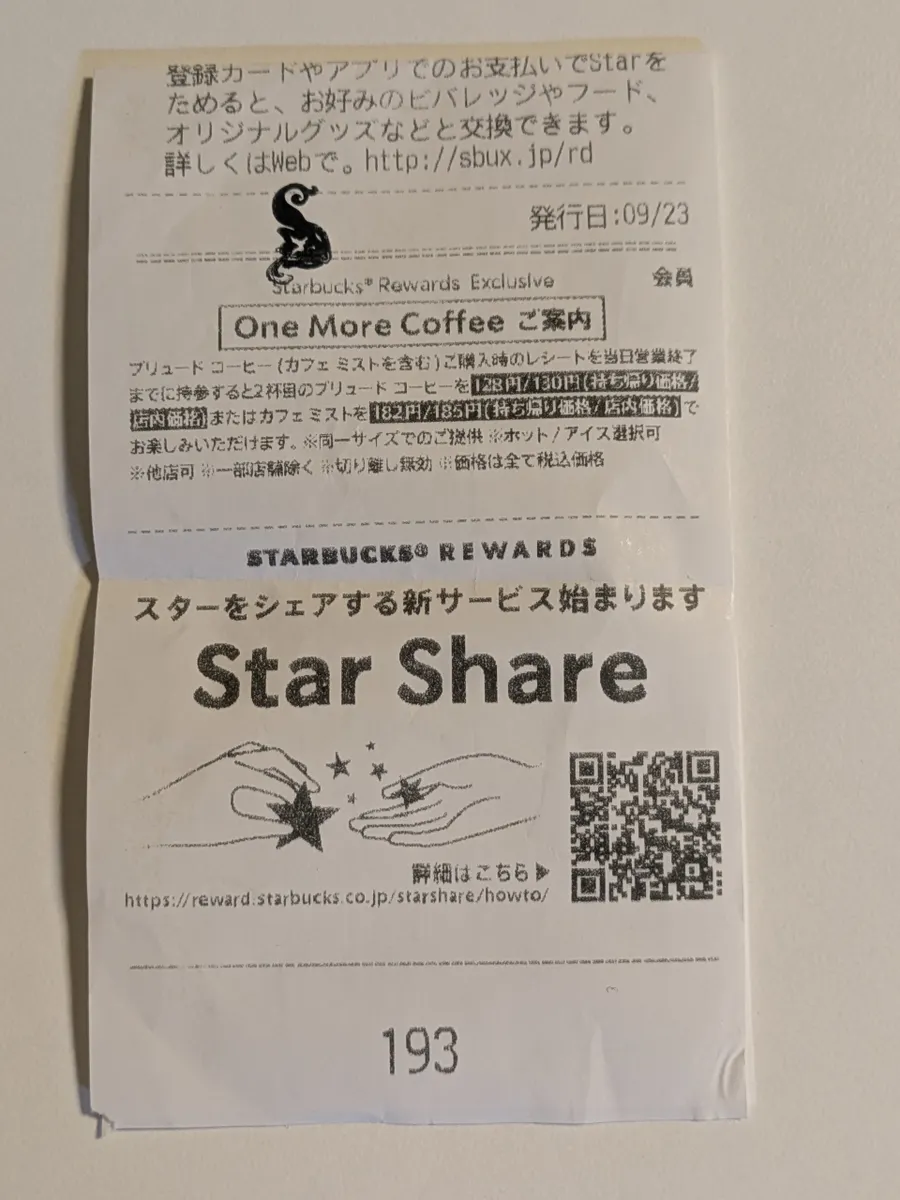 登録カードやアプリでのお支払いでStarを
ためると、お好みのビバレッジやフード、
オリジナルグッズなどと交換できます。
詳しくはWebで。http://sbux.jp/rd
発行日:09/23
Starbucks® Rewards Exclusive 会員
One More Coffee ご案内
ブリュード コーヒー(カフェ ミストを含む)ご購入時のレシートを当日営業終了
までに持参すると2杯目のブリュード コーヒーを128円/130円(持ち帰り価格/
店内価格)またはカフェ ミストを182円/185円(持ち帰り価格/店内価格)で
お楽しみいただけます。※同一サイズでのご提供 ※ホット/アイス選択可
※他店可 ※一部店舗除く ※切り離し無効 ※価格は全て税込価格
STARBUCKS® REWARDS
スターをシェアする新サービス始まります
Star Share
詳細はこちら▶
https://reward.starbucks.co.jp/starshare/howto/
193